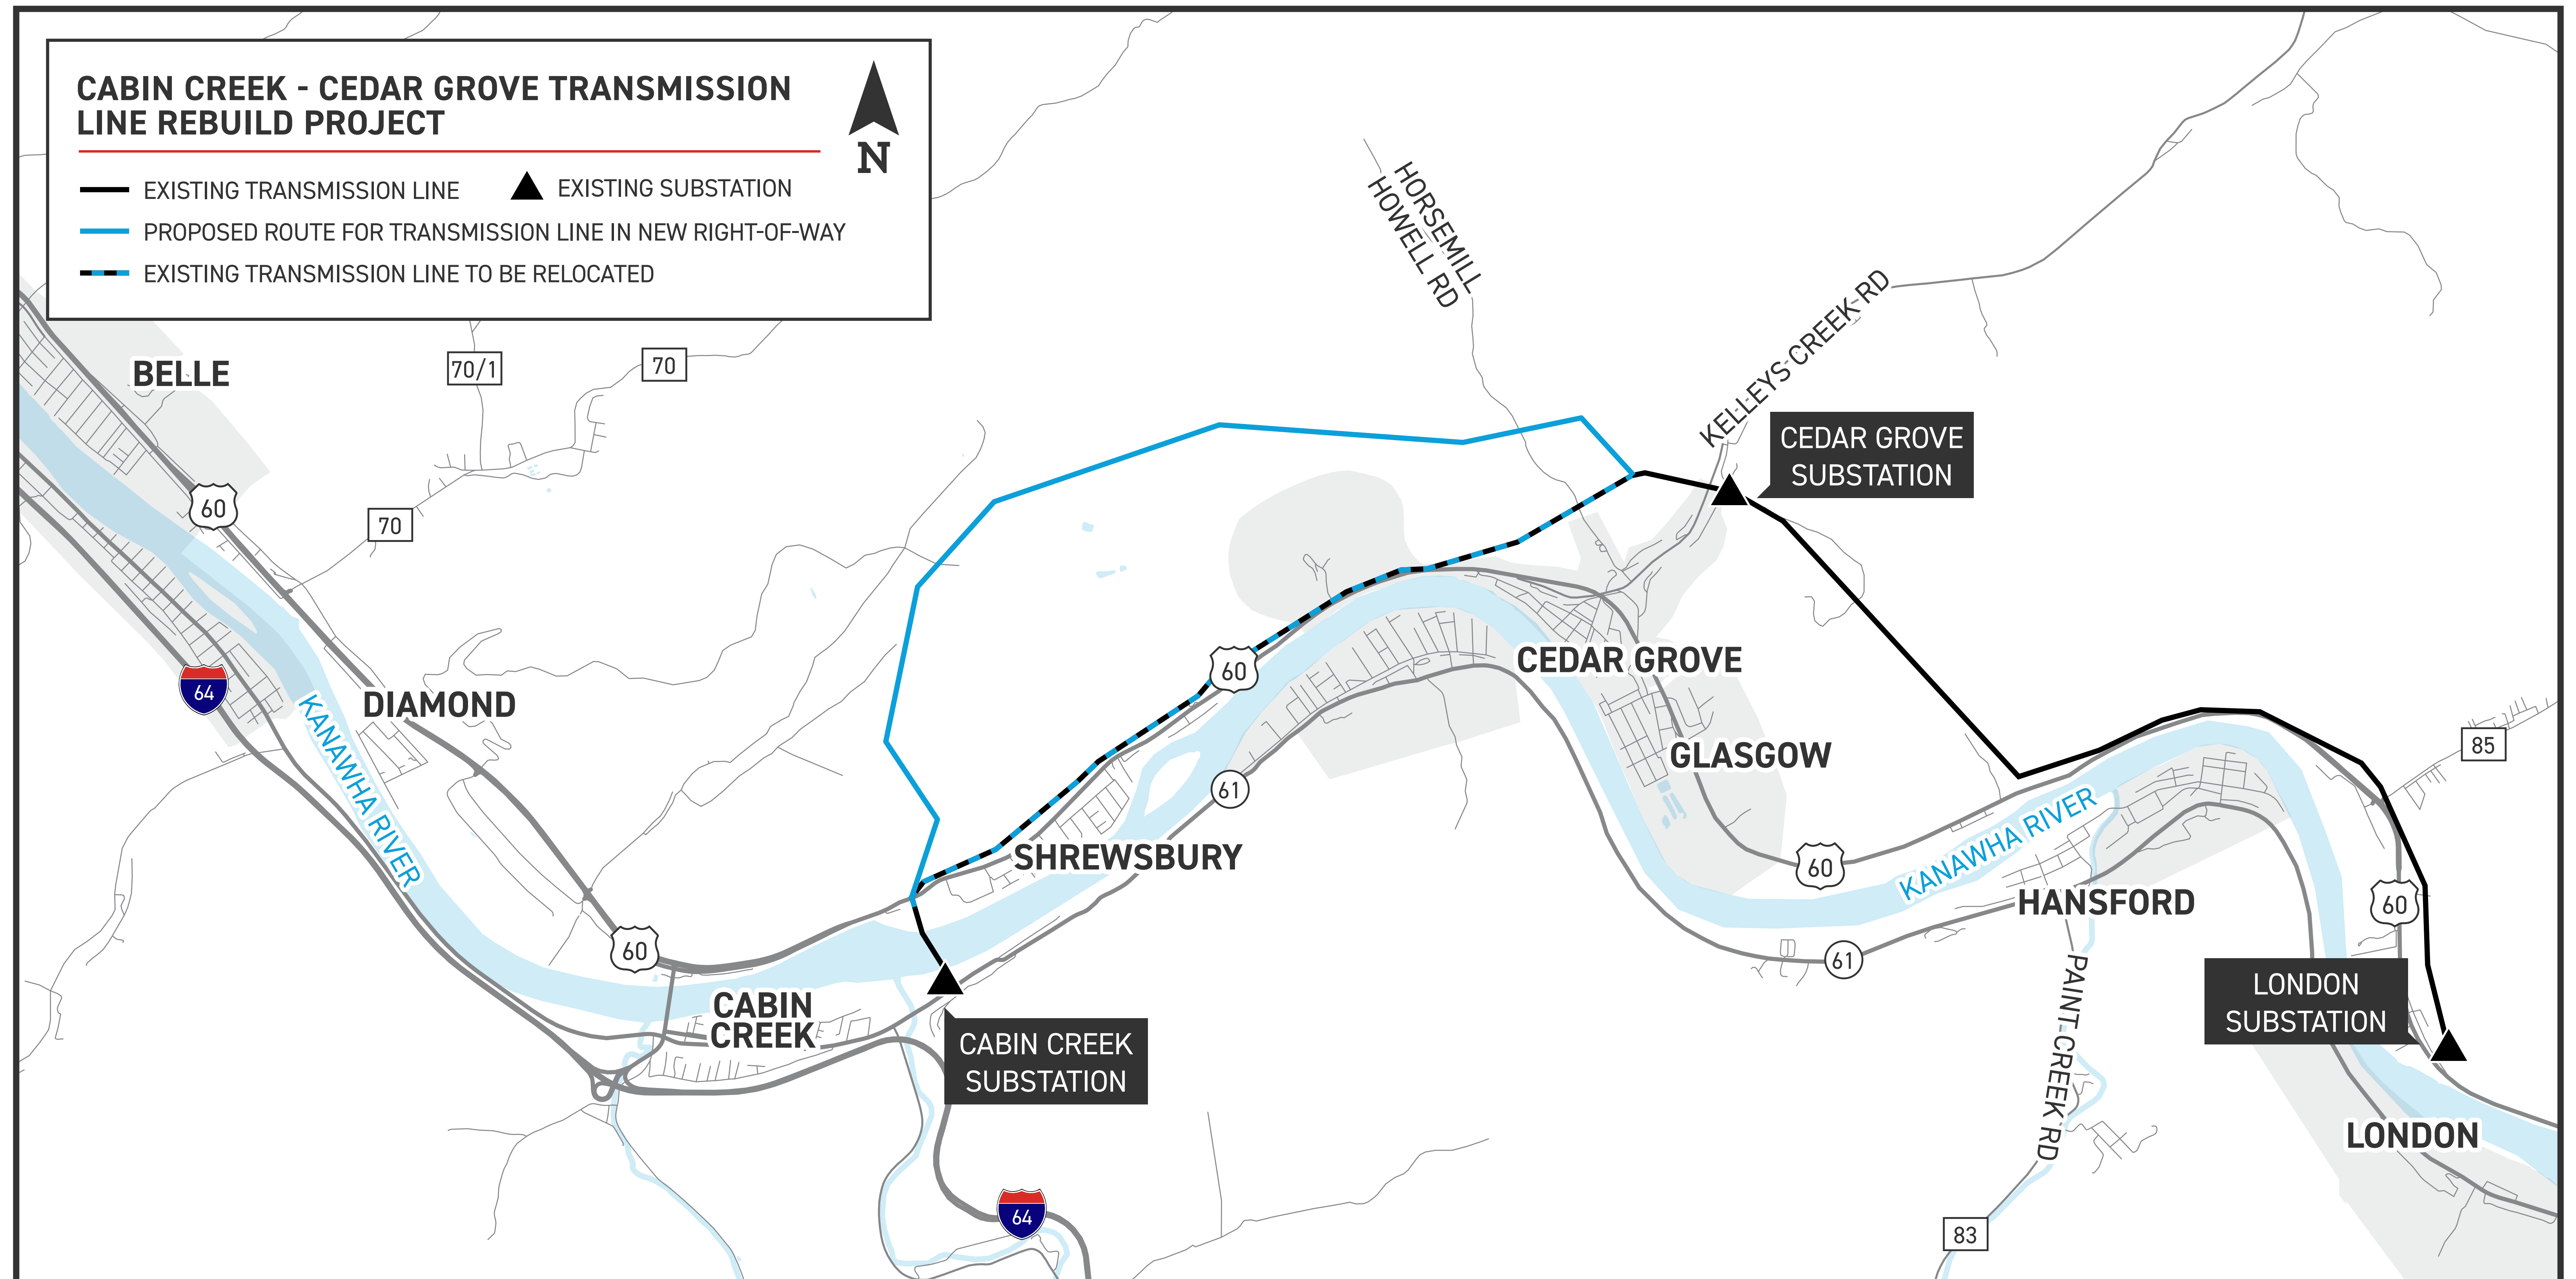 CABIN CREEK - CEDAR GROVE TRANSMISSION
LINE REBUILD PROJECT
N
EXISTING TRANSMISSION LINE
EXISTING SUBSTATION
PROPOSED ROUTE FOR TRANSMISSION LINE IN NEW RIGHT-OF-WAY
EXISTING TRANSMISSION LINE TO BE RELOCATED
HORSEMILL
HOWELL RD
KELLEYS CREEK RD
BELLE
70/1
70
CEDAR GROVE
SUBSTATION
60
70
64
KANAWHA RIVER
DIAMOND
60
CEDAR GROVE
GLASGOW
85
61
SHREWSBURY
60
KANAWHA RIVER
HANSFORD
60
60
61
PAINT CREEK RD
LONDON
SUBSTATION
CABIN
CREEK
CABIN CREEK
SUBSTATION
LONDON
64
83